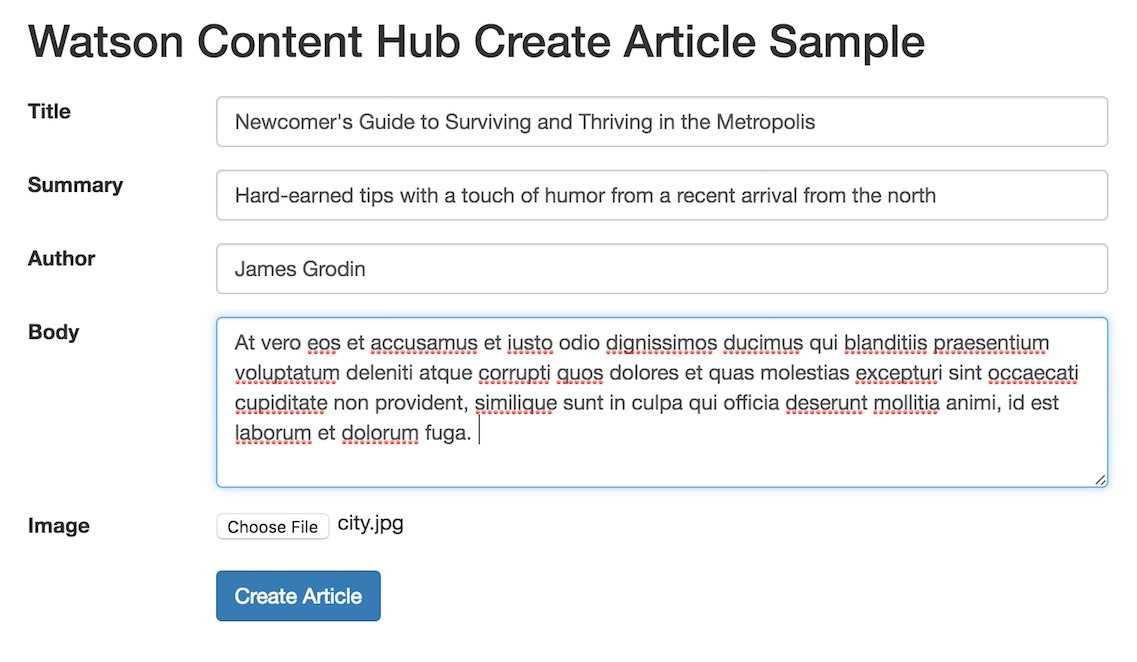 Watson Content Hub Create Article Sample
Title
Newcomer's Guide to Surviving and Thriving in the Metropolis
Summary
Hard-earned tips with a touch of humor from a recent arrival from the north
Author
James Grodin
Body
At vero eos et accusamus et iusto odio dignissimos ducimus qui blanditiis praesentium
voluptatum deleniti atque corrupti quos dolores et quas molestias excepturi sint occaecati
cupiditate non provident, similique sunt in culpa qui officia deserunt mollitia animi, id est
laborum et dolorum fuga.
Image
Choose File city.jpg
Create Article